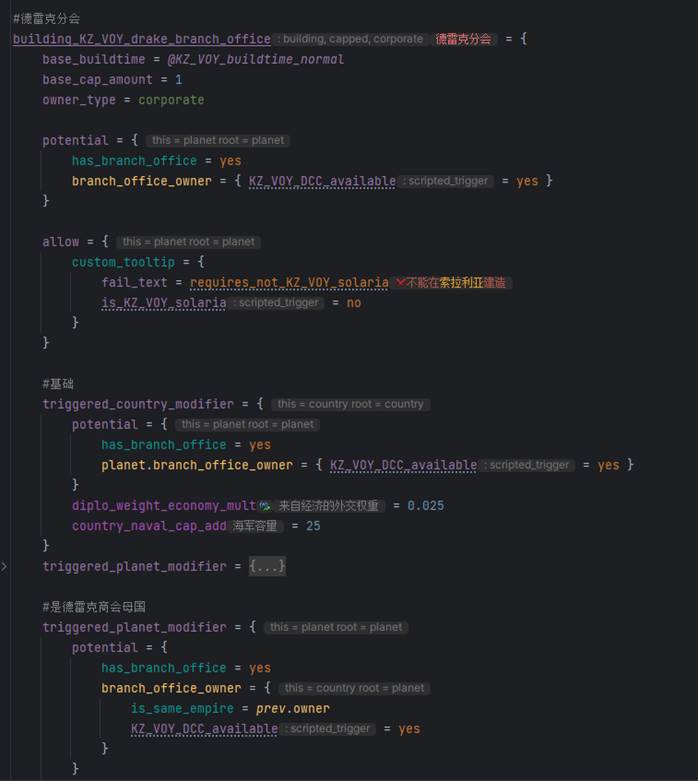 #德雷克分会
building_KZ_VOY_drake_branch_office : building, capped, corporate 德雷克分会 = {
base_buildtime = @KZ_VOY_buildtime_normal
base_cap_amount = 1
owner_type = corporate
potential = { this = planet root = planet
has_branch_office = yes
branch_office_owner = { KZ_VOY_DCC_available : scripted_trigger = yes }
}
allow = { this = planet root = planet
custom_tooltip = {
fail_text = requires_not_KZ_VOY_solaria 不能在索拉利亚建造
is_KZ_VOY_solaria : scripted_trigger = no
}
}
#基础
triggered_country_modifier = { this = country root = country
potential = { this = planet root = planet
has_branch_office = yes
planet.branch_office_owner = { KZ_VOY_DCC_available : scripted_trigger = yes }
}
diplo_weight_economy_mult 来自经济的外交权重 = 0.025
country_naval_cap_add 海军容量 = 25
}
triggered_planet_modifier = {...}
#是德雷克商会母国
triggered_planet_modifier = { this = planet root = planet
potential = {
has_branch_office = yes
branch_office_owner = { this = country root = planet
is_same_empire = prev.owner
KZ_VOY_DCC_available : scripted_trigger = yes
}
}